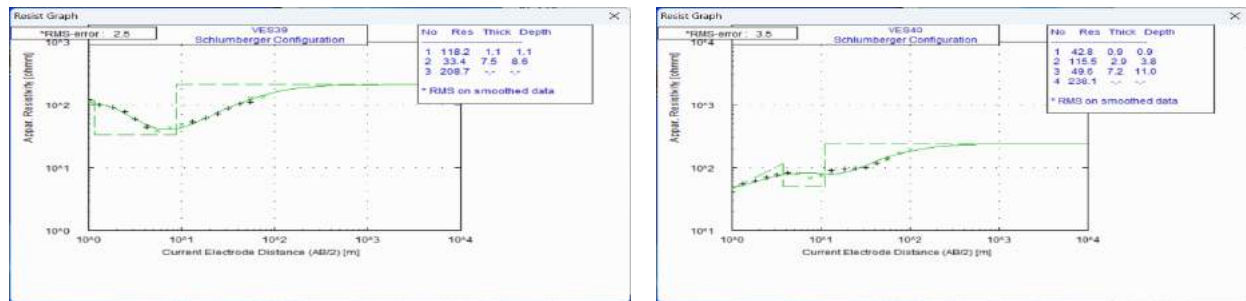 Resist Graph
*RMS-error : 2.5
VES39
Schlumberger Configuration
No Res Thick Depth
1 118.2 1.1 1.1
2 33.4 7.5 8.6
3 208.7 -.- -.-
* RMS on smoothed data
Appar. Resistivity [ohmm]
10^3
10^2
10^1
10^0
10^0 10^1 10^2 10^3 10^4
Current Electrode Distance (AB/2) [m]
Resist Graph
*RMS-error : 3.5
VES40
Schlumberger Configuration
No Res Thick Depth
1 42.8 0.9 0.9
2 115.5 2.9 3.8
3 49.6 7.2 11.0
4 238.1 -.- -.-
* RMS on smoothed data
Appar. Resistivity [ohmm]
10^4
10^3
10^2
10^1
10^0 10^1 10^2 10^3 10^4
Current Electrode Distance (AB/2) [m]